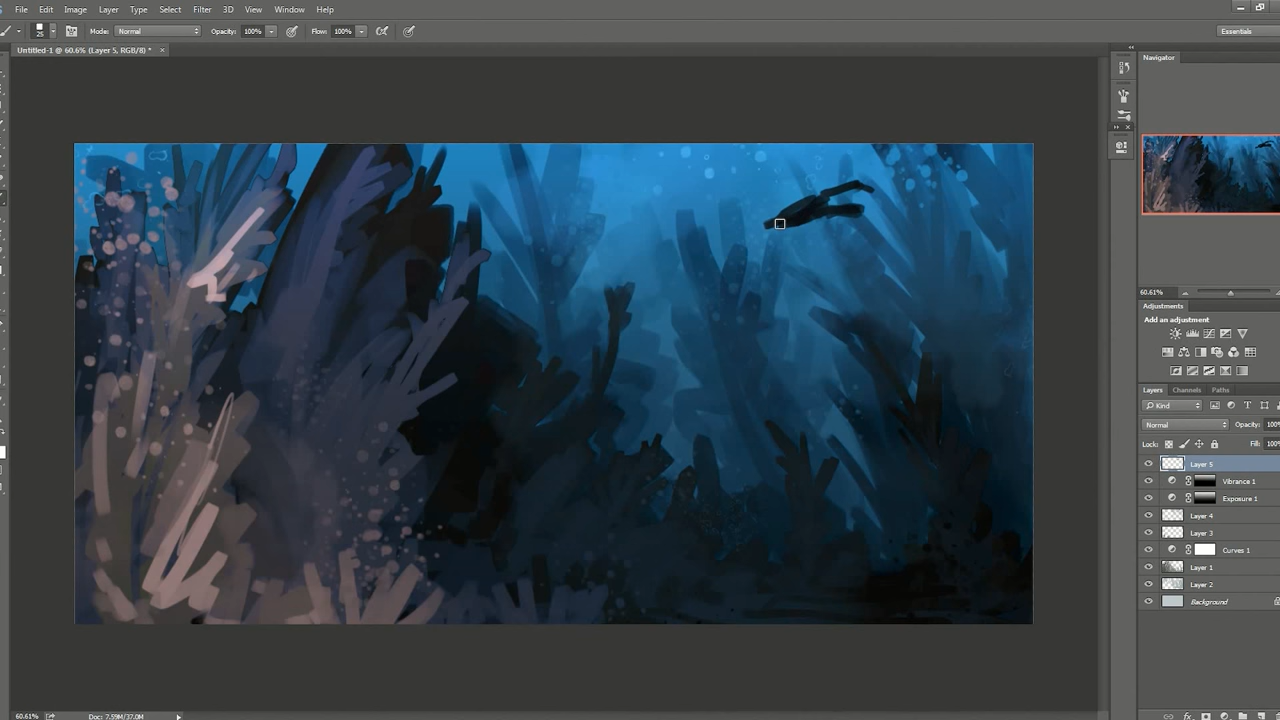 File Edit Image Layer Type Select Filter 3D View Window Help
Mode: Normal Opacity: 100% Flow: 100% Essentials
Untitled-1 @ 60.6% (Layer 5, RGB/8) *
Navigator
60.61%
Adjustments
Add an adjustment
Layers Channels Paths
Kind
Normal Opacity: 100%
Lock: Fill: 100%
Layer 5
Vibrance 1
Exposure 1
Layer 4
Layer 3
Curves 1
Layer 1
Layer 2
Background
60.61% Doc: 7.59M/37.0M